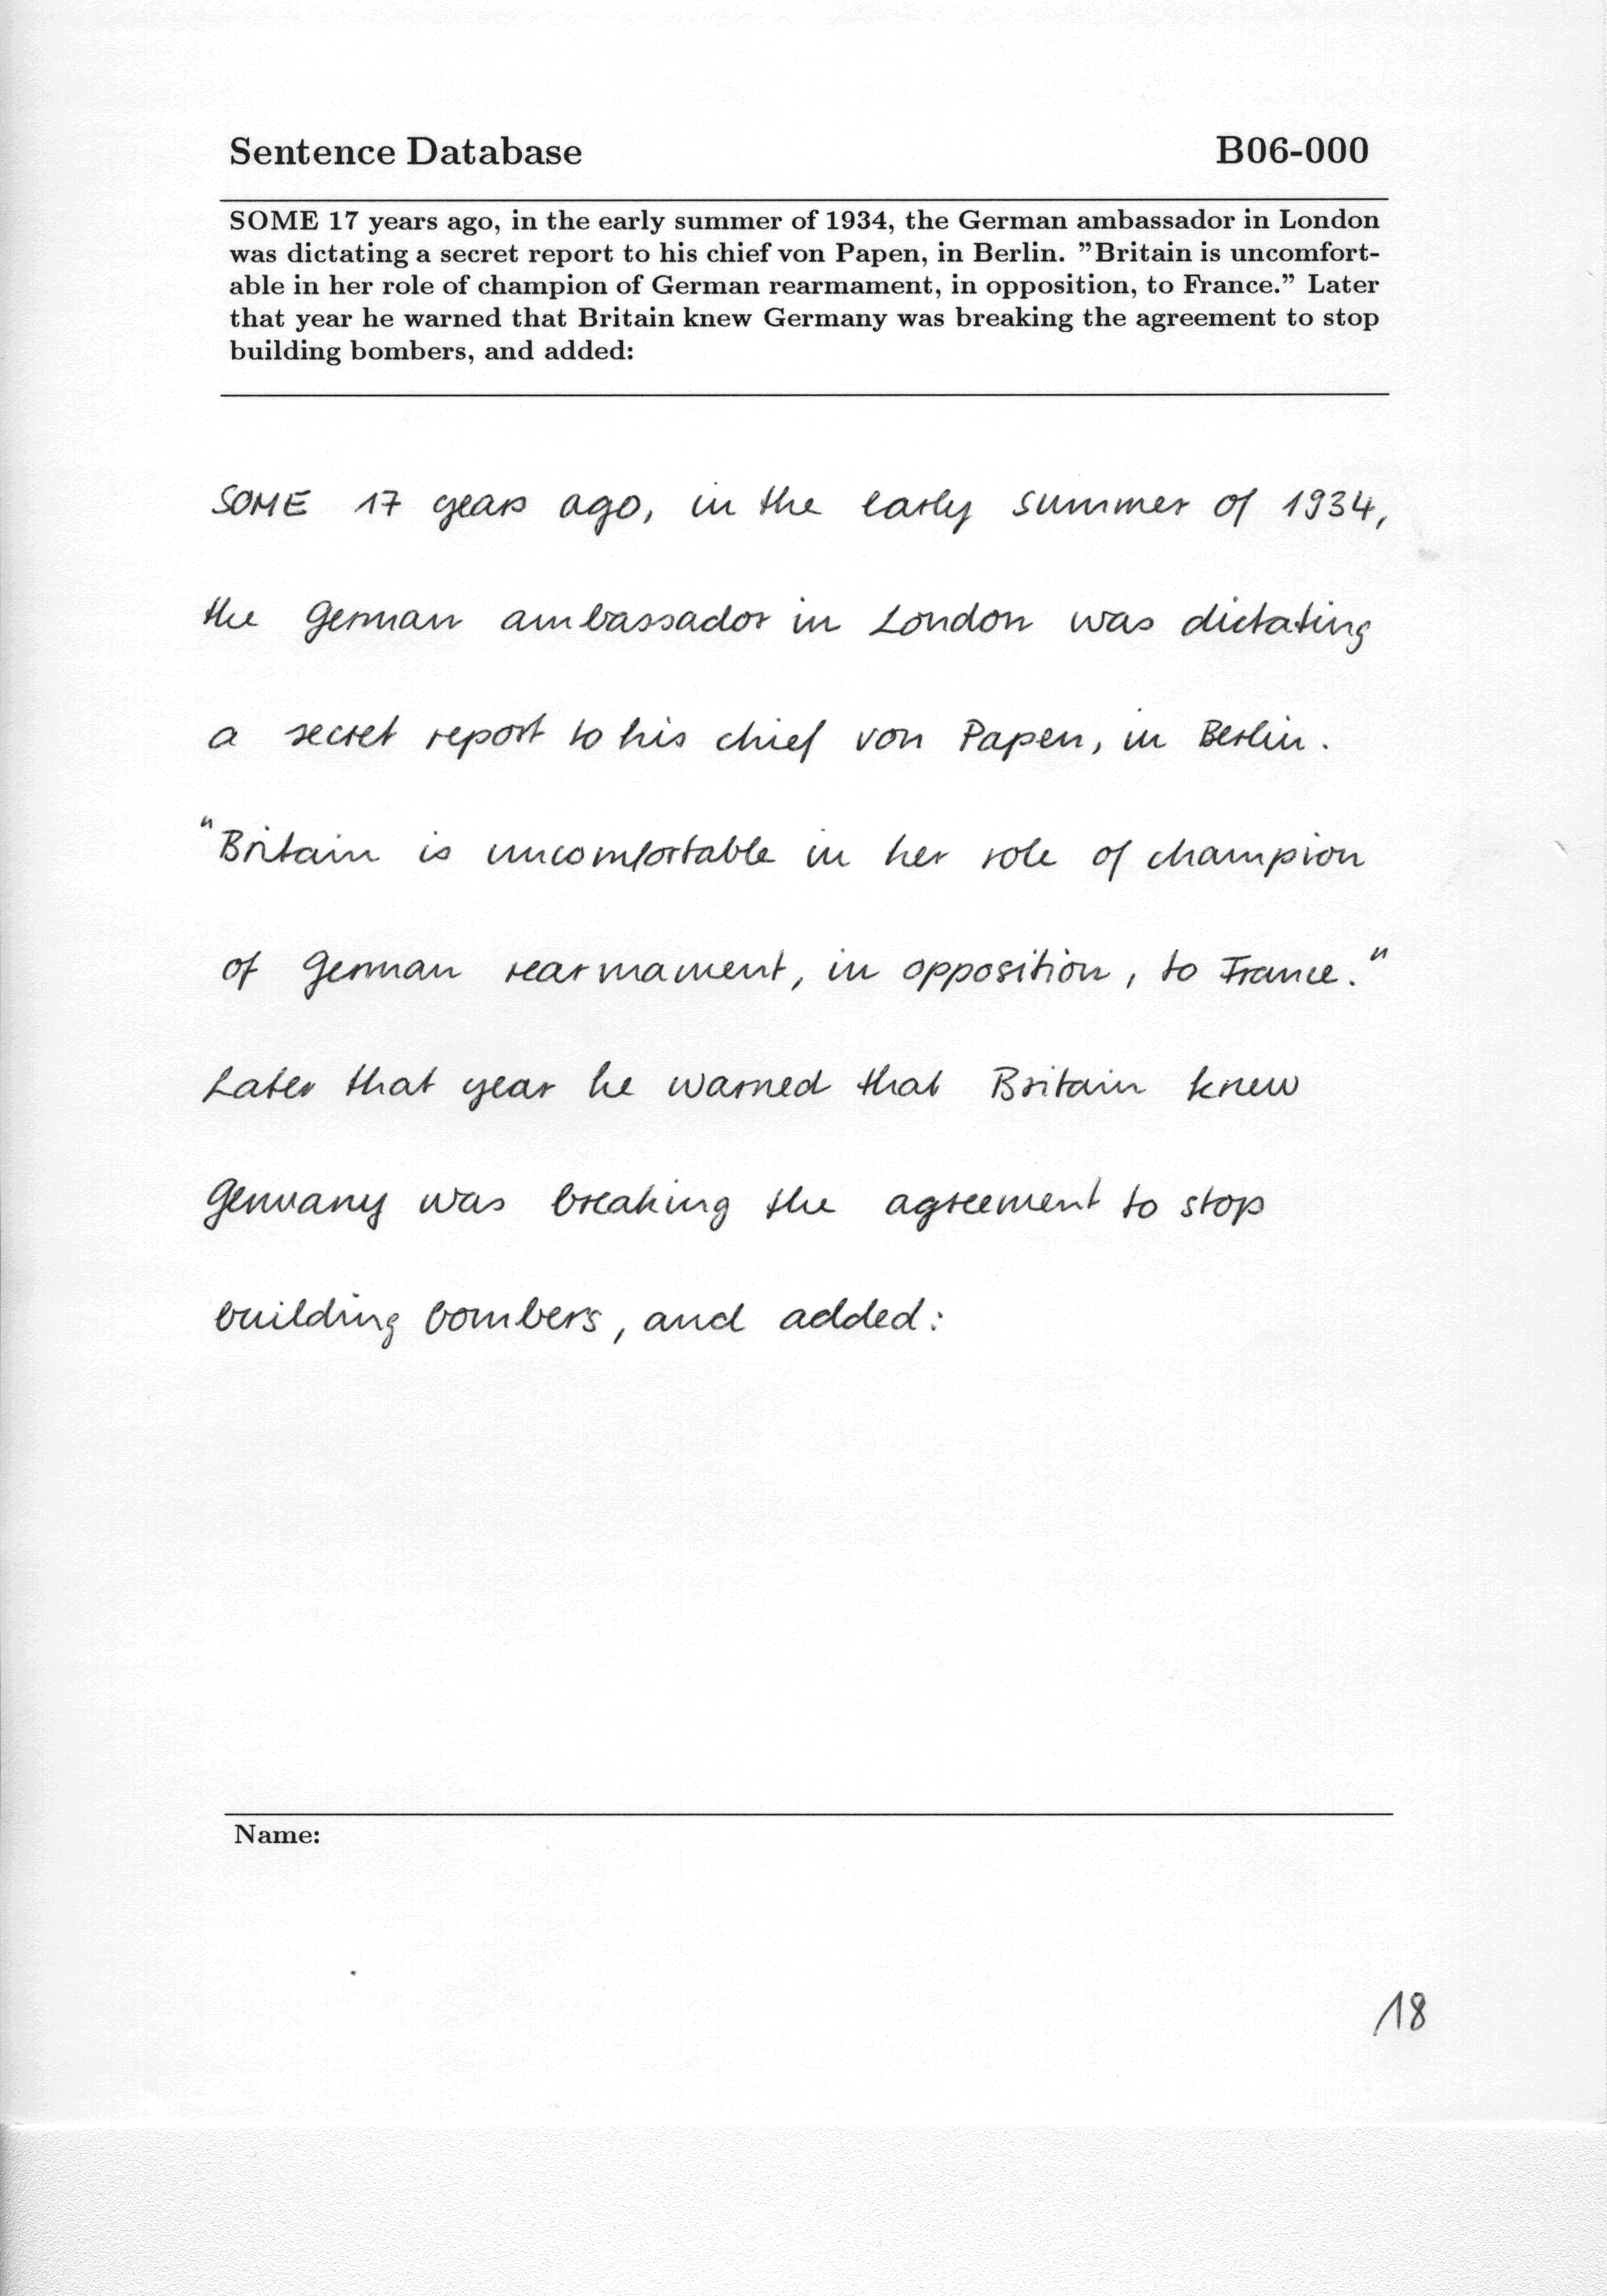 Sentence Database B06-000
SOME 17 years ago, in the early summer of 1934, the German ambassador in London
was dictating a secret report to his chief von Papen, in Berlin. ”Britain is uncomfort-
able in her role of champion of German rearmament, in opposition, to France.” Later
that year he warned that Britain knew Germany was breaking the agreement to stop
building bombers, and added:
SOME 17 years ago, in the early summer of 1934,
the German ambassador in London was dictating
a secret report to his chief von Papen, in Berlin.
"Britain is uncomfortable in her role of champion
of German rearmament, in opposition, to France."
Later that year he warned that Britain knew
Germany was breaking the agreement to stop
building bombers, and added:
Name:
18